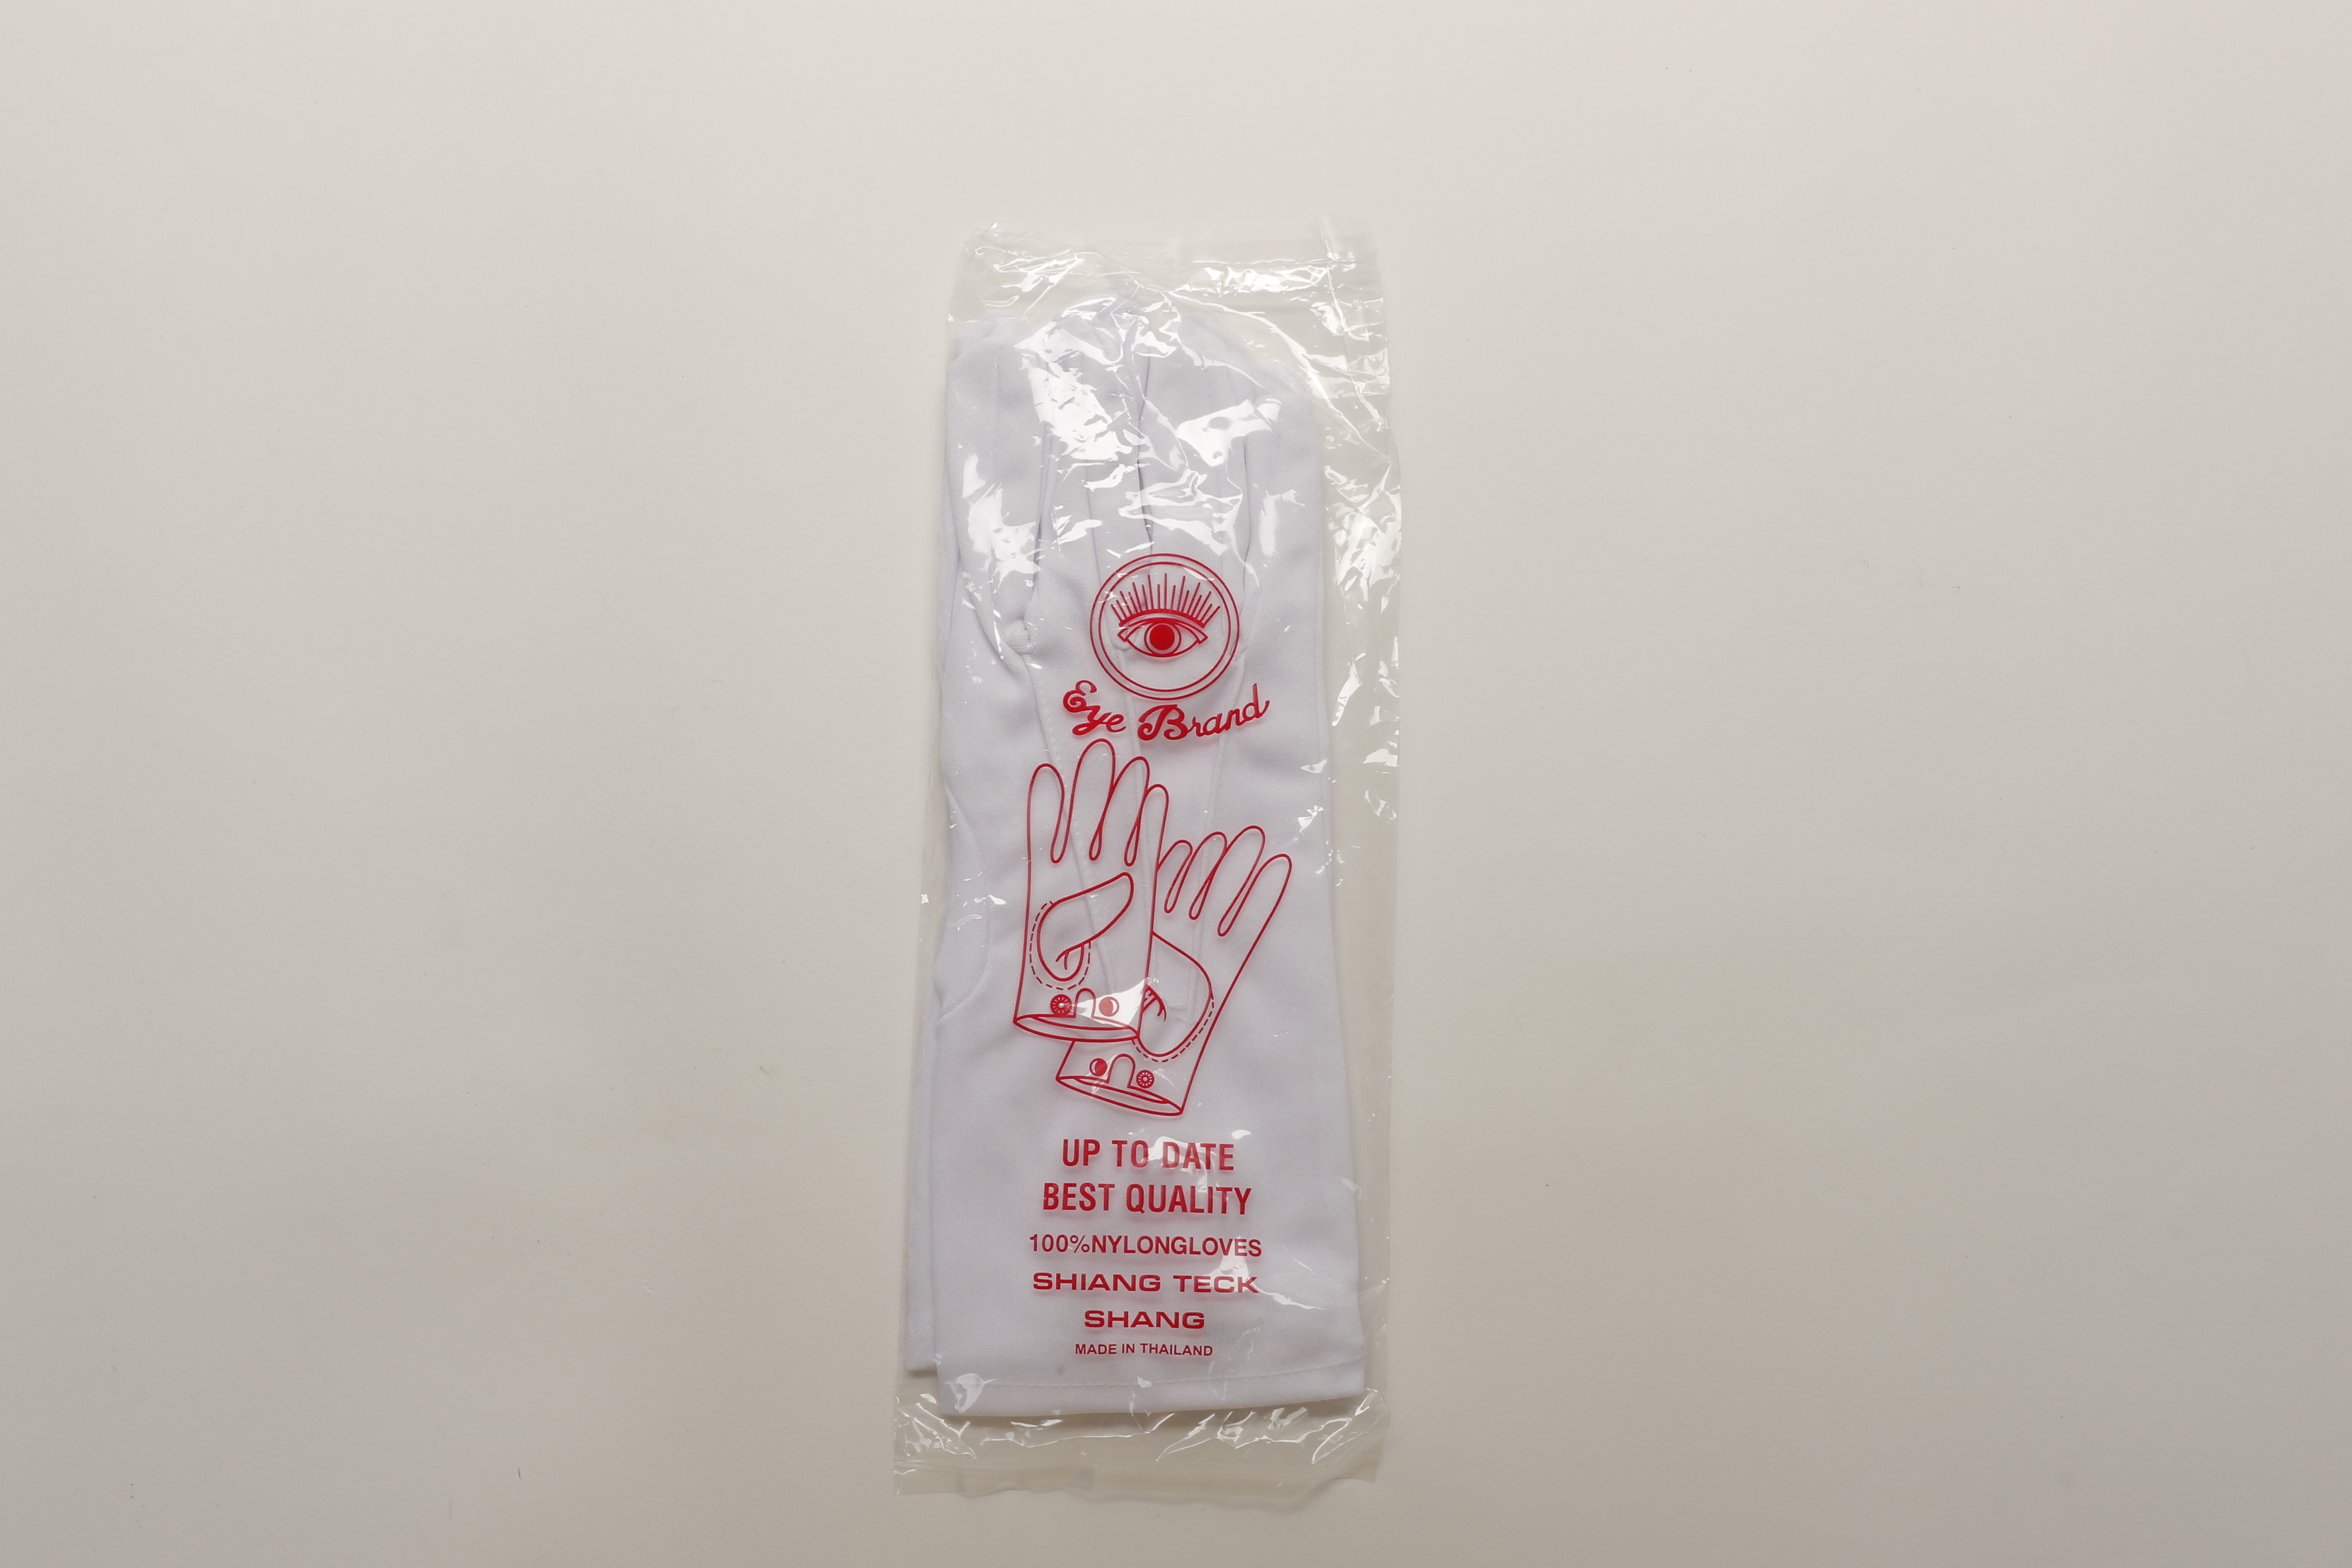 Eye Brand
UP TO DATE
BEST QUALITY
100%NYLONGLOVES
SHIANG TECK
SHANG
MADE IN THAILAND